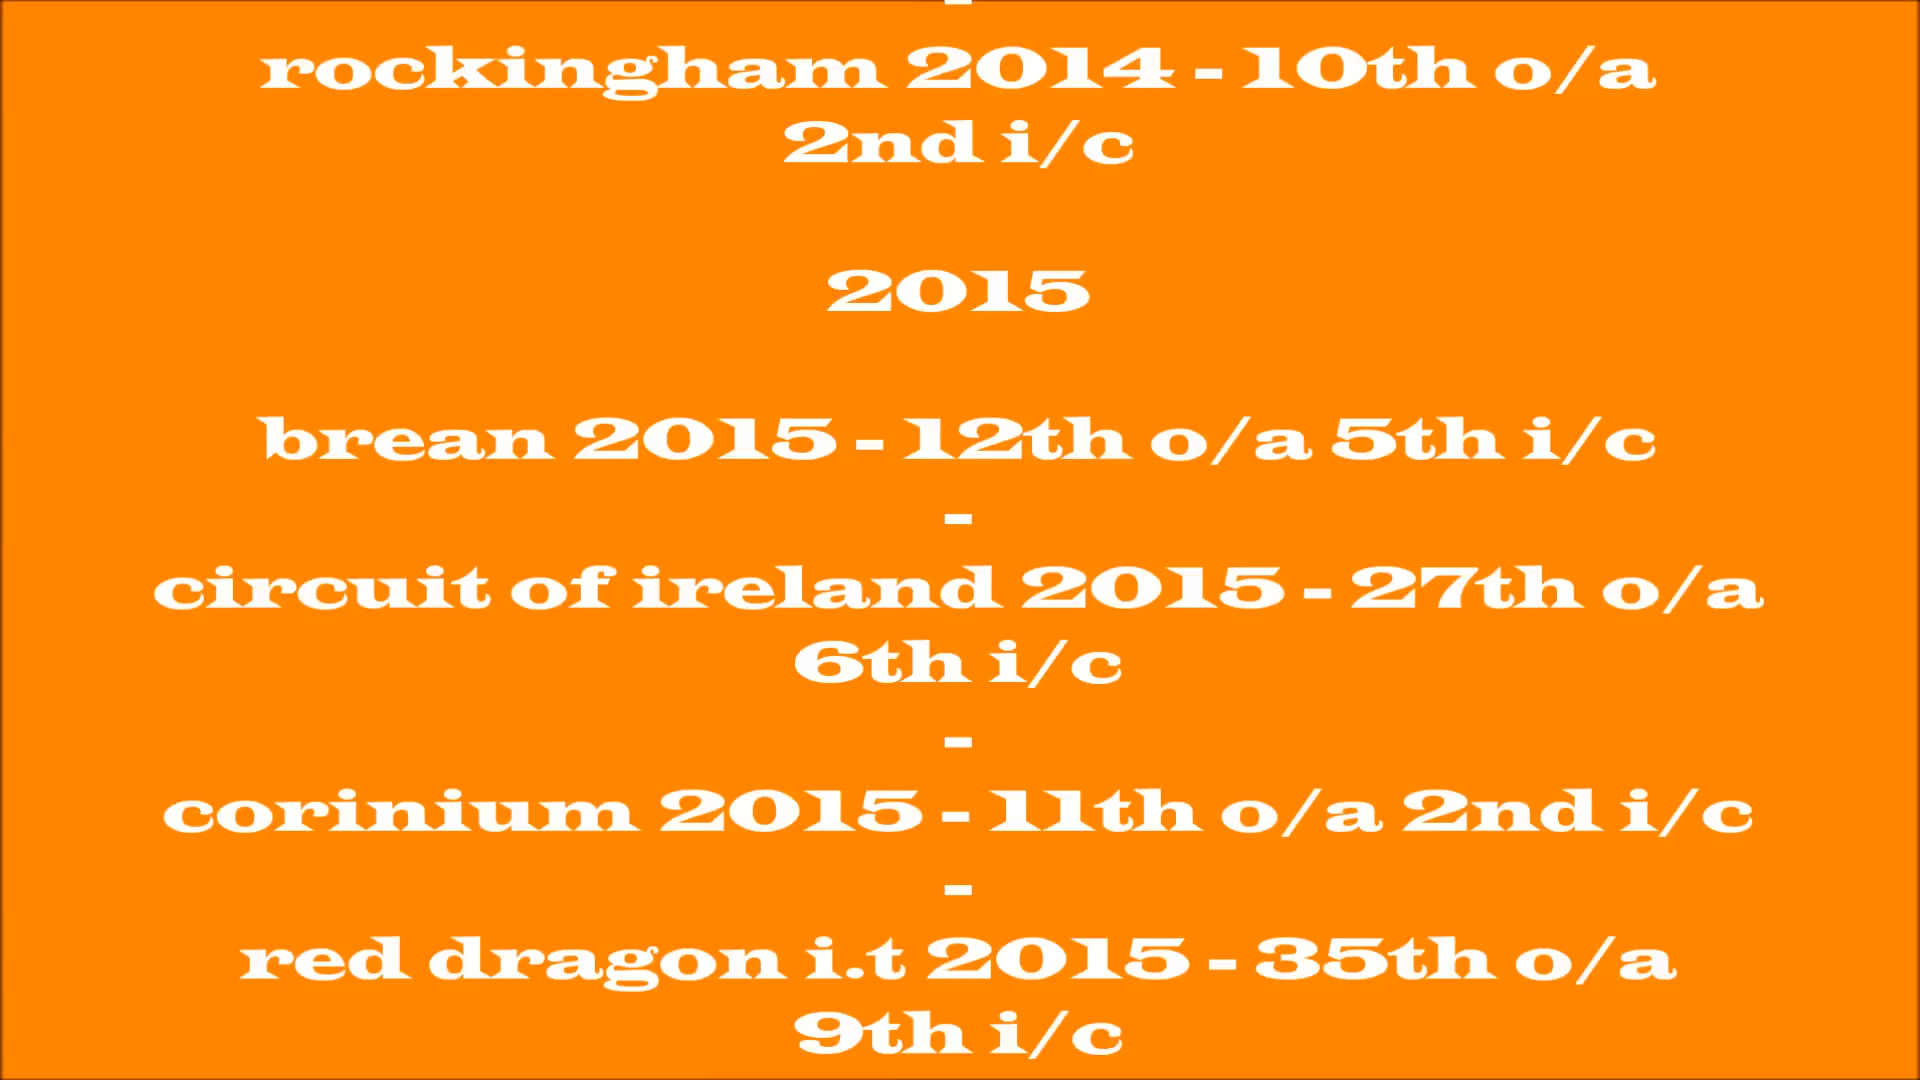 -
rockingham 2014 - 10th o/a
2nd i/c
2015
brean 2015 - 12th o/a 5th i/c
-
circuit of ireland 2015 - 27th o/a
6th i/c
-
corinium 2015 - 11th o/a 2nd i/c
-
red dragon i.t 2015 - 35th o/a
9th i/c